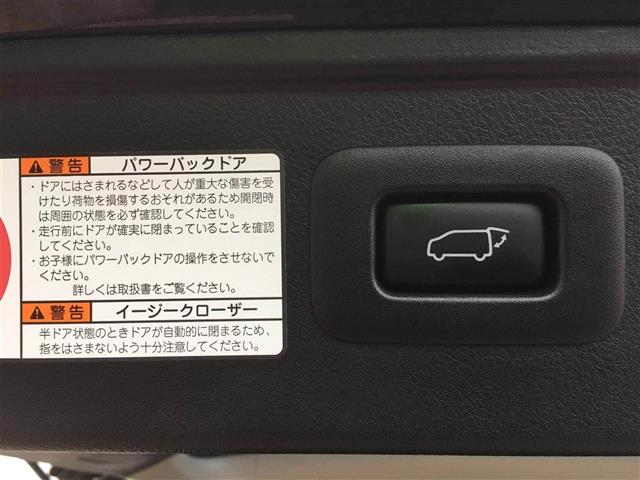 警告 パワーバックドア
・ドアにはさまれるなどして人が重大な傷害を受
けたり荷物を損傷するおそれがあるため開閉時
は周囲の状態を必ず確認してください。
・走行前にドアが確実に閉まっていることを確認
してください。
・お子様にパワーバックドアの操作をさせないで
ください。
詳しくは取扱書をご覧ください。
警告 イージークローザー
半ドア状態のときドアが自動的に閉まるため、
指をはさまないよう十分注意してください。